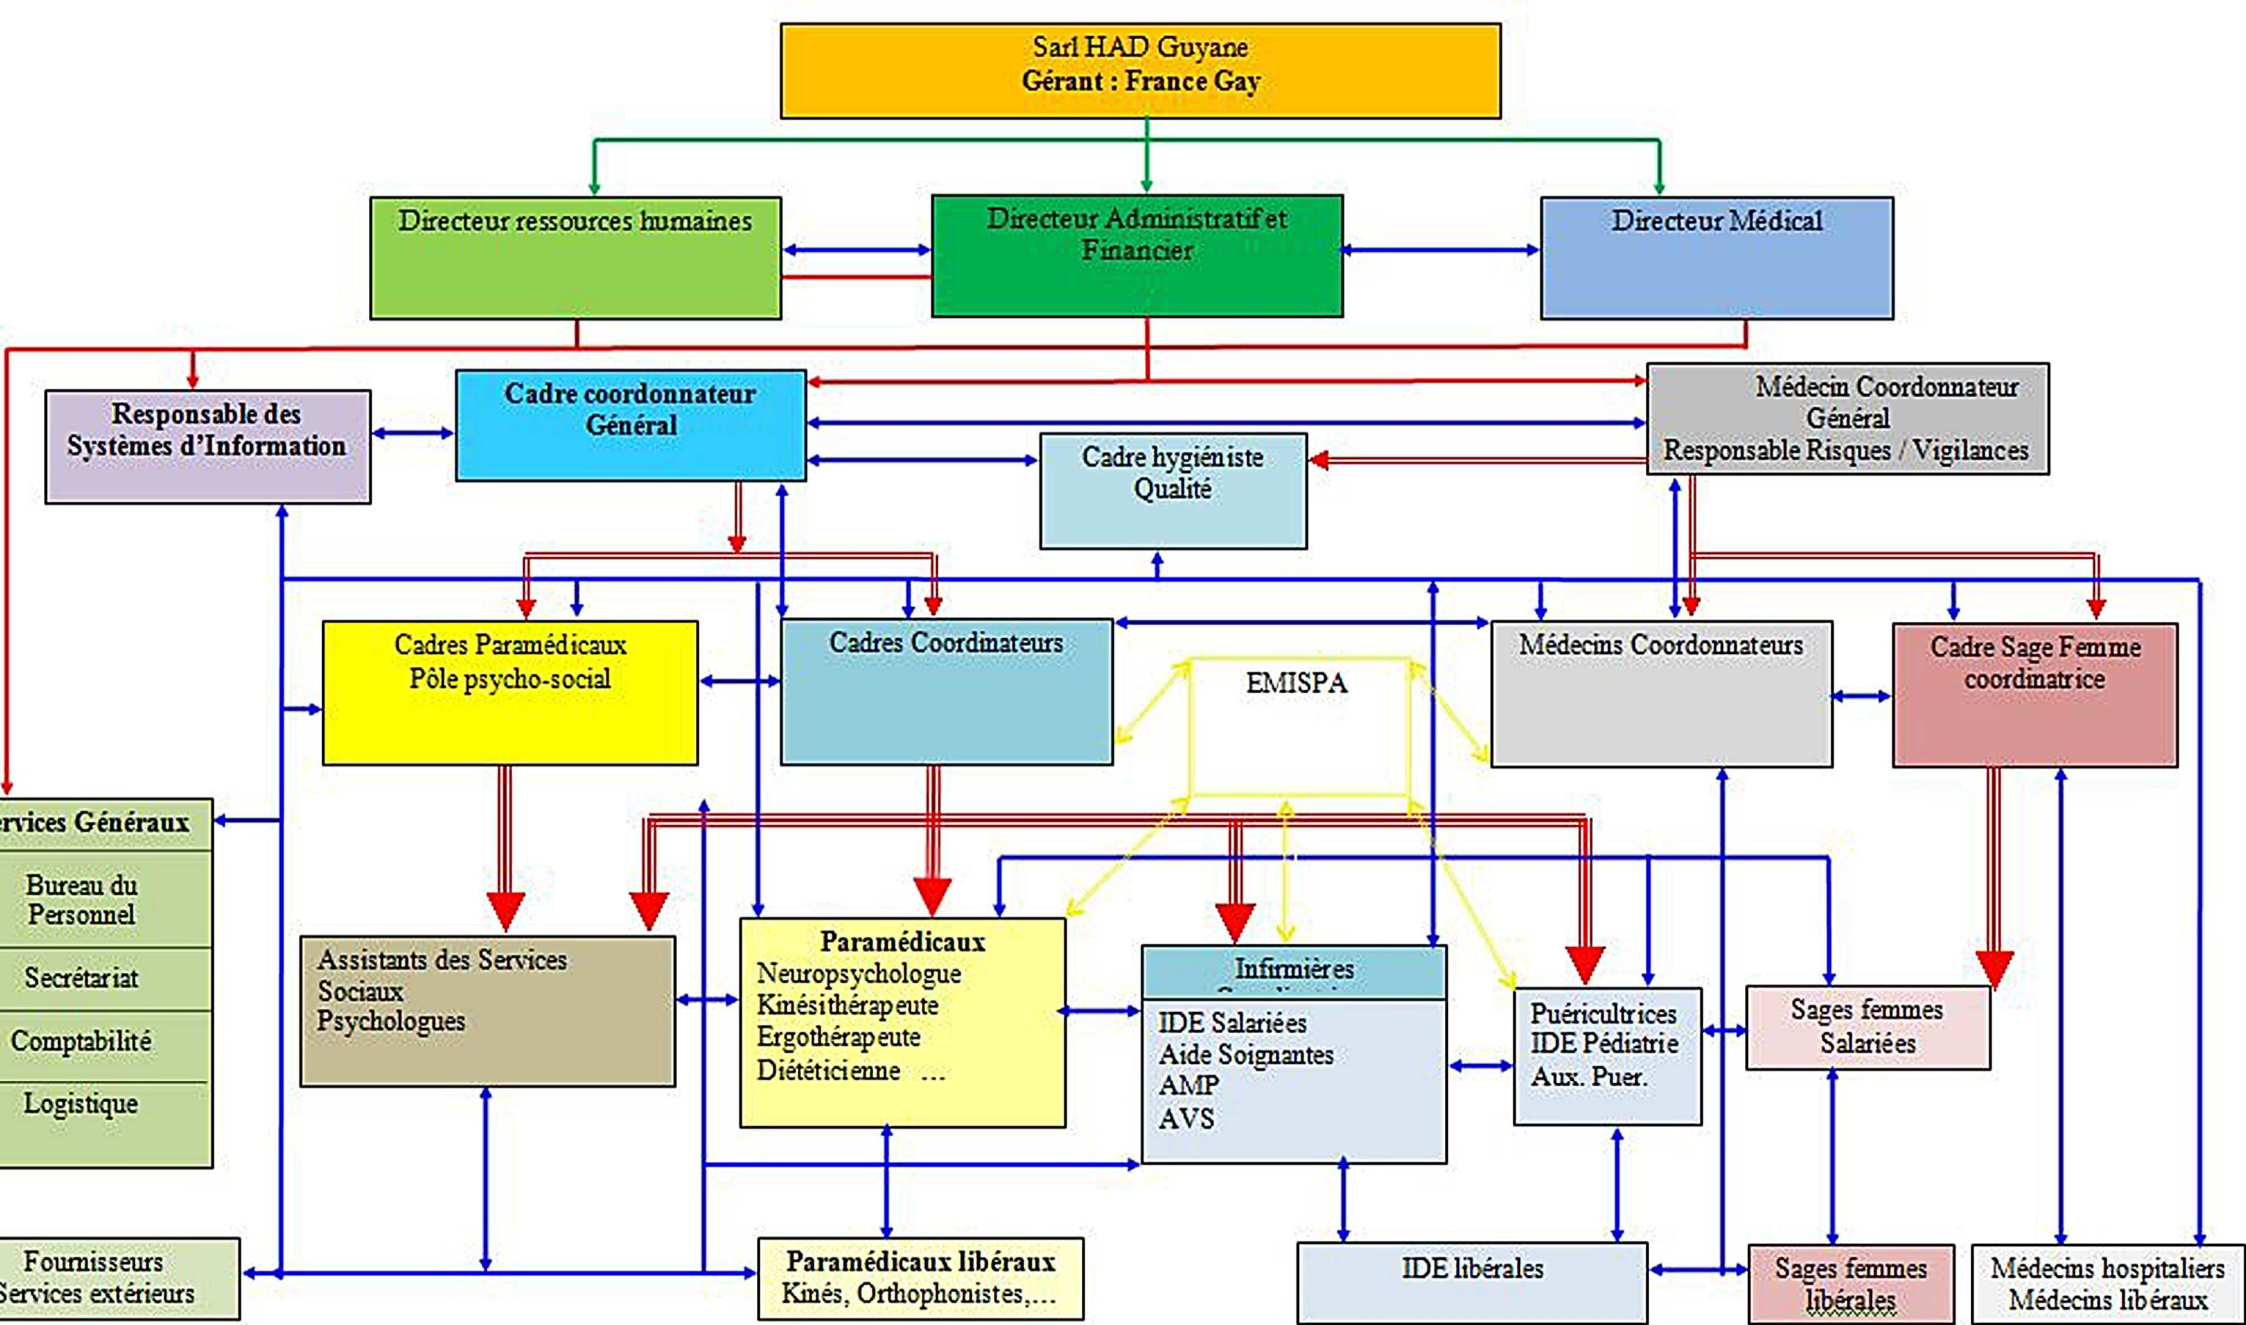 Sarl HAD Guyane
Gérant : France Gay
Directeur ressources humaines
Directeur Administratif et
Financier
Directeur Médical
Responsable des
Systèmes d'Information
Cadre coordonnateur
Général
Médecin Coordonnateur
Général
Responsable Risques / Vigilances
Cadre hygiéniste
Qualité
Cadres Paramédicaux
Pôle psycho-social
Cadres Coordinateurs
EMISPA
Médecins Coordonnateurs
Cadre Sage Femme
coordinatrice
ervices Généraux
Bureau du
Personnel
Secrétariat
Comptabilité
Logistique
Assistants des Services
Sociaux
Psychologues
Paramédicaux
Neuropsychologue
Kinésithérapeute
Ergothérapeute
Diététicienne ...
Infirmières
IDE Salariées
Aide Soignantes
AMP
AVS
Puéricultrices
IDE Pédiatrie
Aux. Puer.
Sages femmes
Salariées
Fournisseurs
Services extérieurs
Paramédicaux libéraux
Kinés, Orthophonistes,...
IDE libérales
Sages femmes
libérales
Médecins hospitaliers
Médecins libéraux